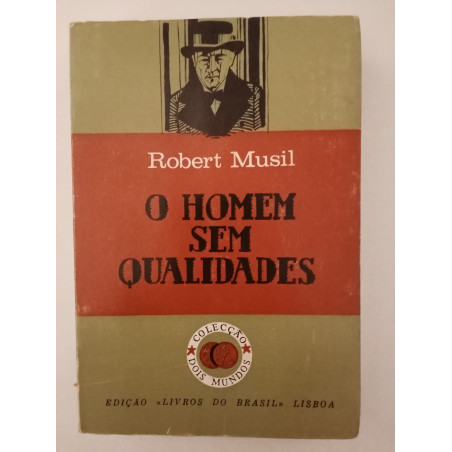 Robert Musil
O HOMEM
SEM
QUALIDADES
COLECÇÃO
DOIS MUNDOS
EDIÇÃO «LIVROS DO BRASIL» LISBOA